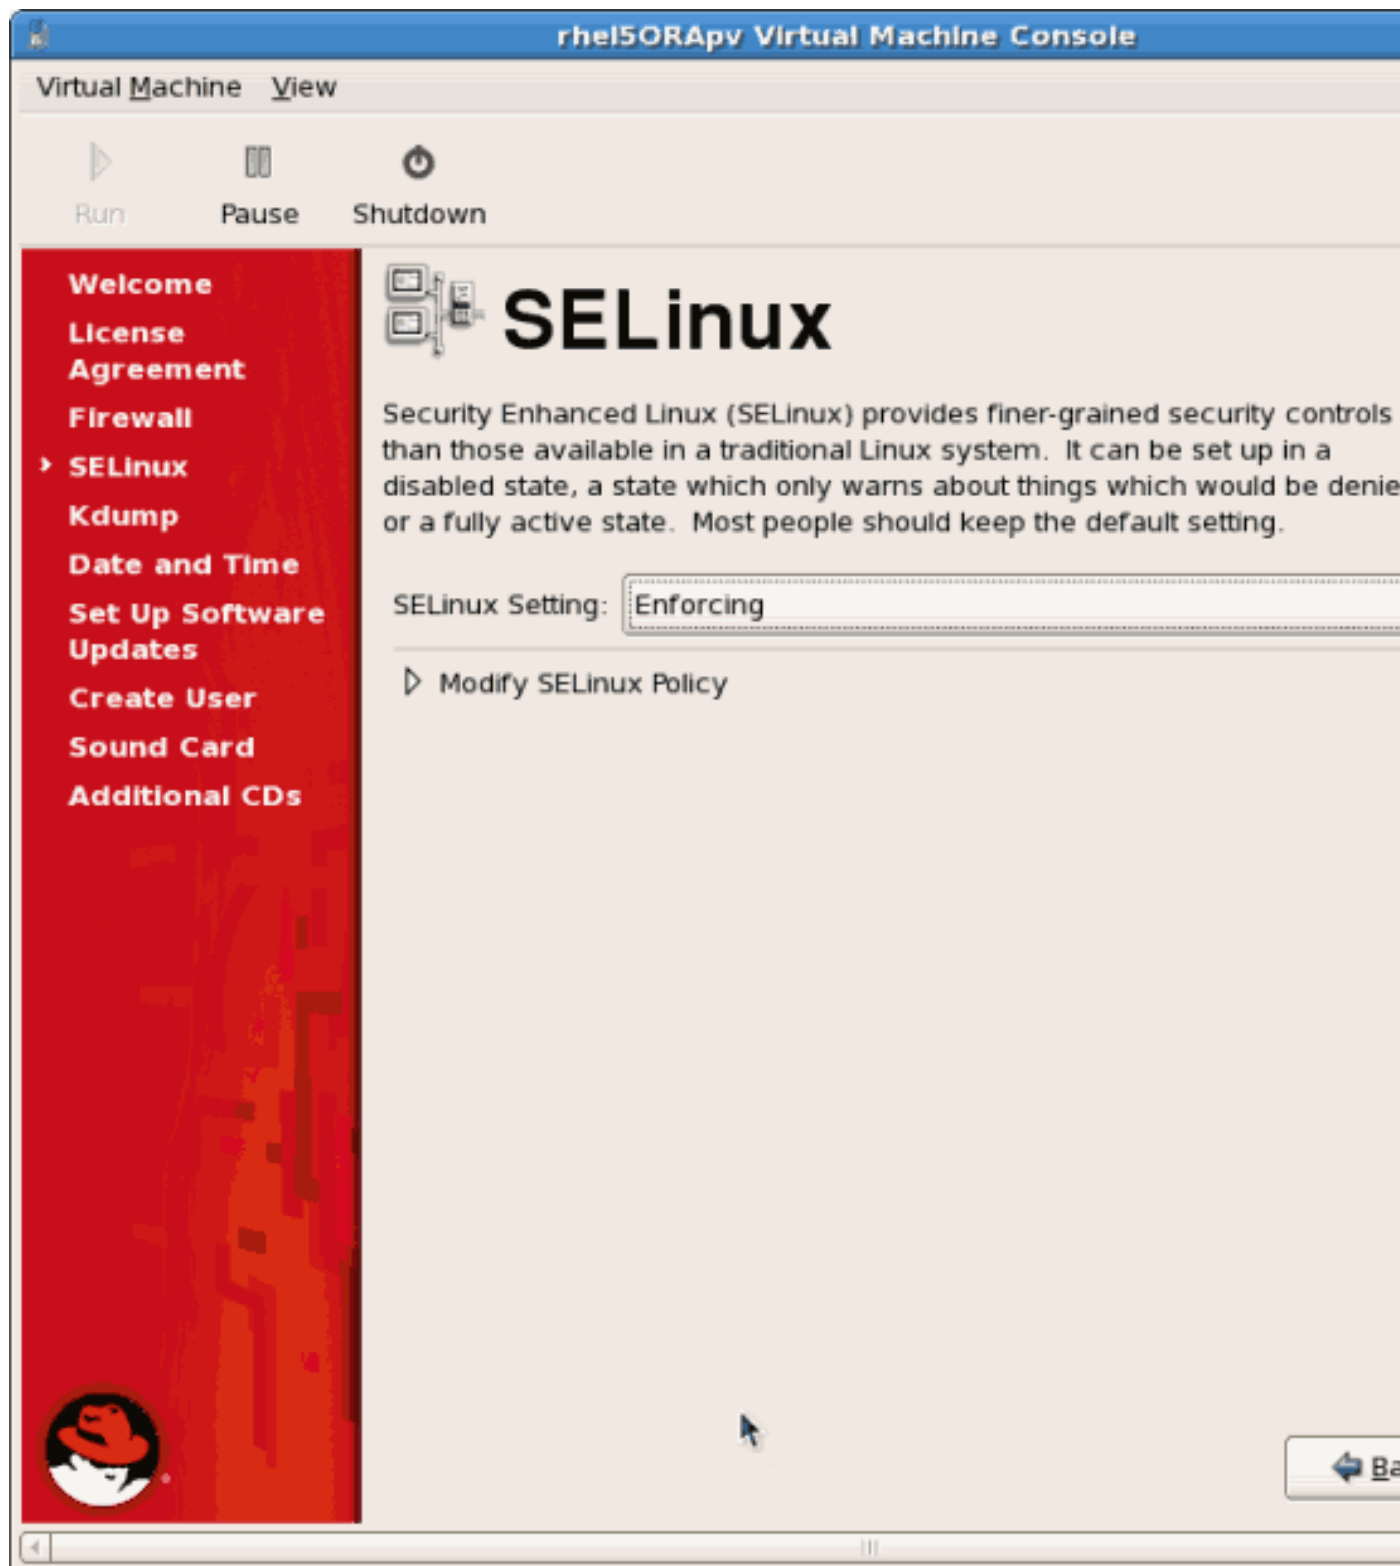 rhel5ORApv Virtual Machine Console
Virtual Machine View
Run Pause Shutdown
Welcome
License
Agreement
Firewall
SELinux
Kdump
Date and Time
Set Up Software
Updates
Create User
Sound Card
Additional CDs
SELinux
Security Enhanced Linux (SELinux) provides finer-grained security controls
than those available in a traditional Linux system. It can be set up in a
disabled state, a state which only warns about things which would be denie
or a fully active state. Most people should keep the default setting.
SELinux Setting: Enforcing
Modify SELinux Policy
Ba